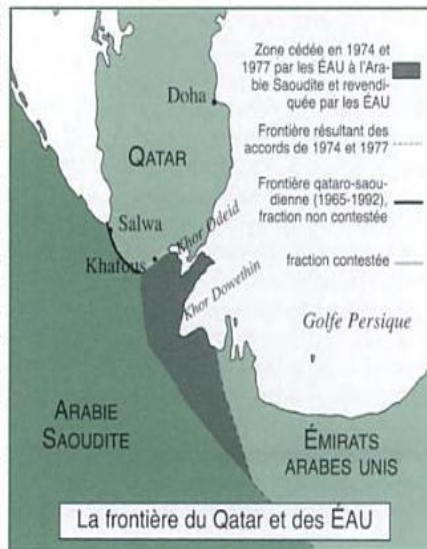 Zone cédée en 1974 et
1977 par les ÉAU à l'Ara-
bie Saoudite et revendi-
quée par les ÉAU
Frontière résultant des
accords de 1974 et 1977
Frontière qataro-saou-
dienne (1965-1992),
fraction non contestée
fraction contestée
Doha
QATAR
Salwa
Khor Odeid
Khafous
Khor Dowethin
Golfe Persique
ARABIE
SAOUDITE
ÉMIRATS
ARABES UNIS
La frontière du Qatar et des ÉAU